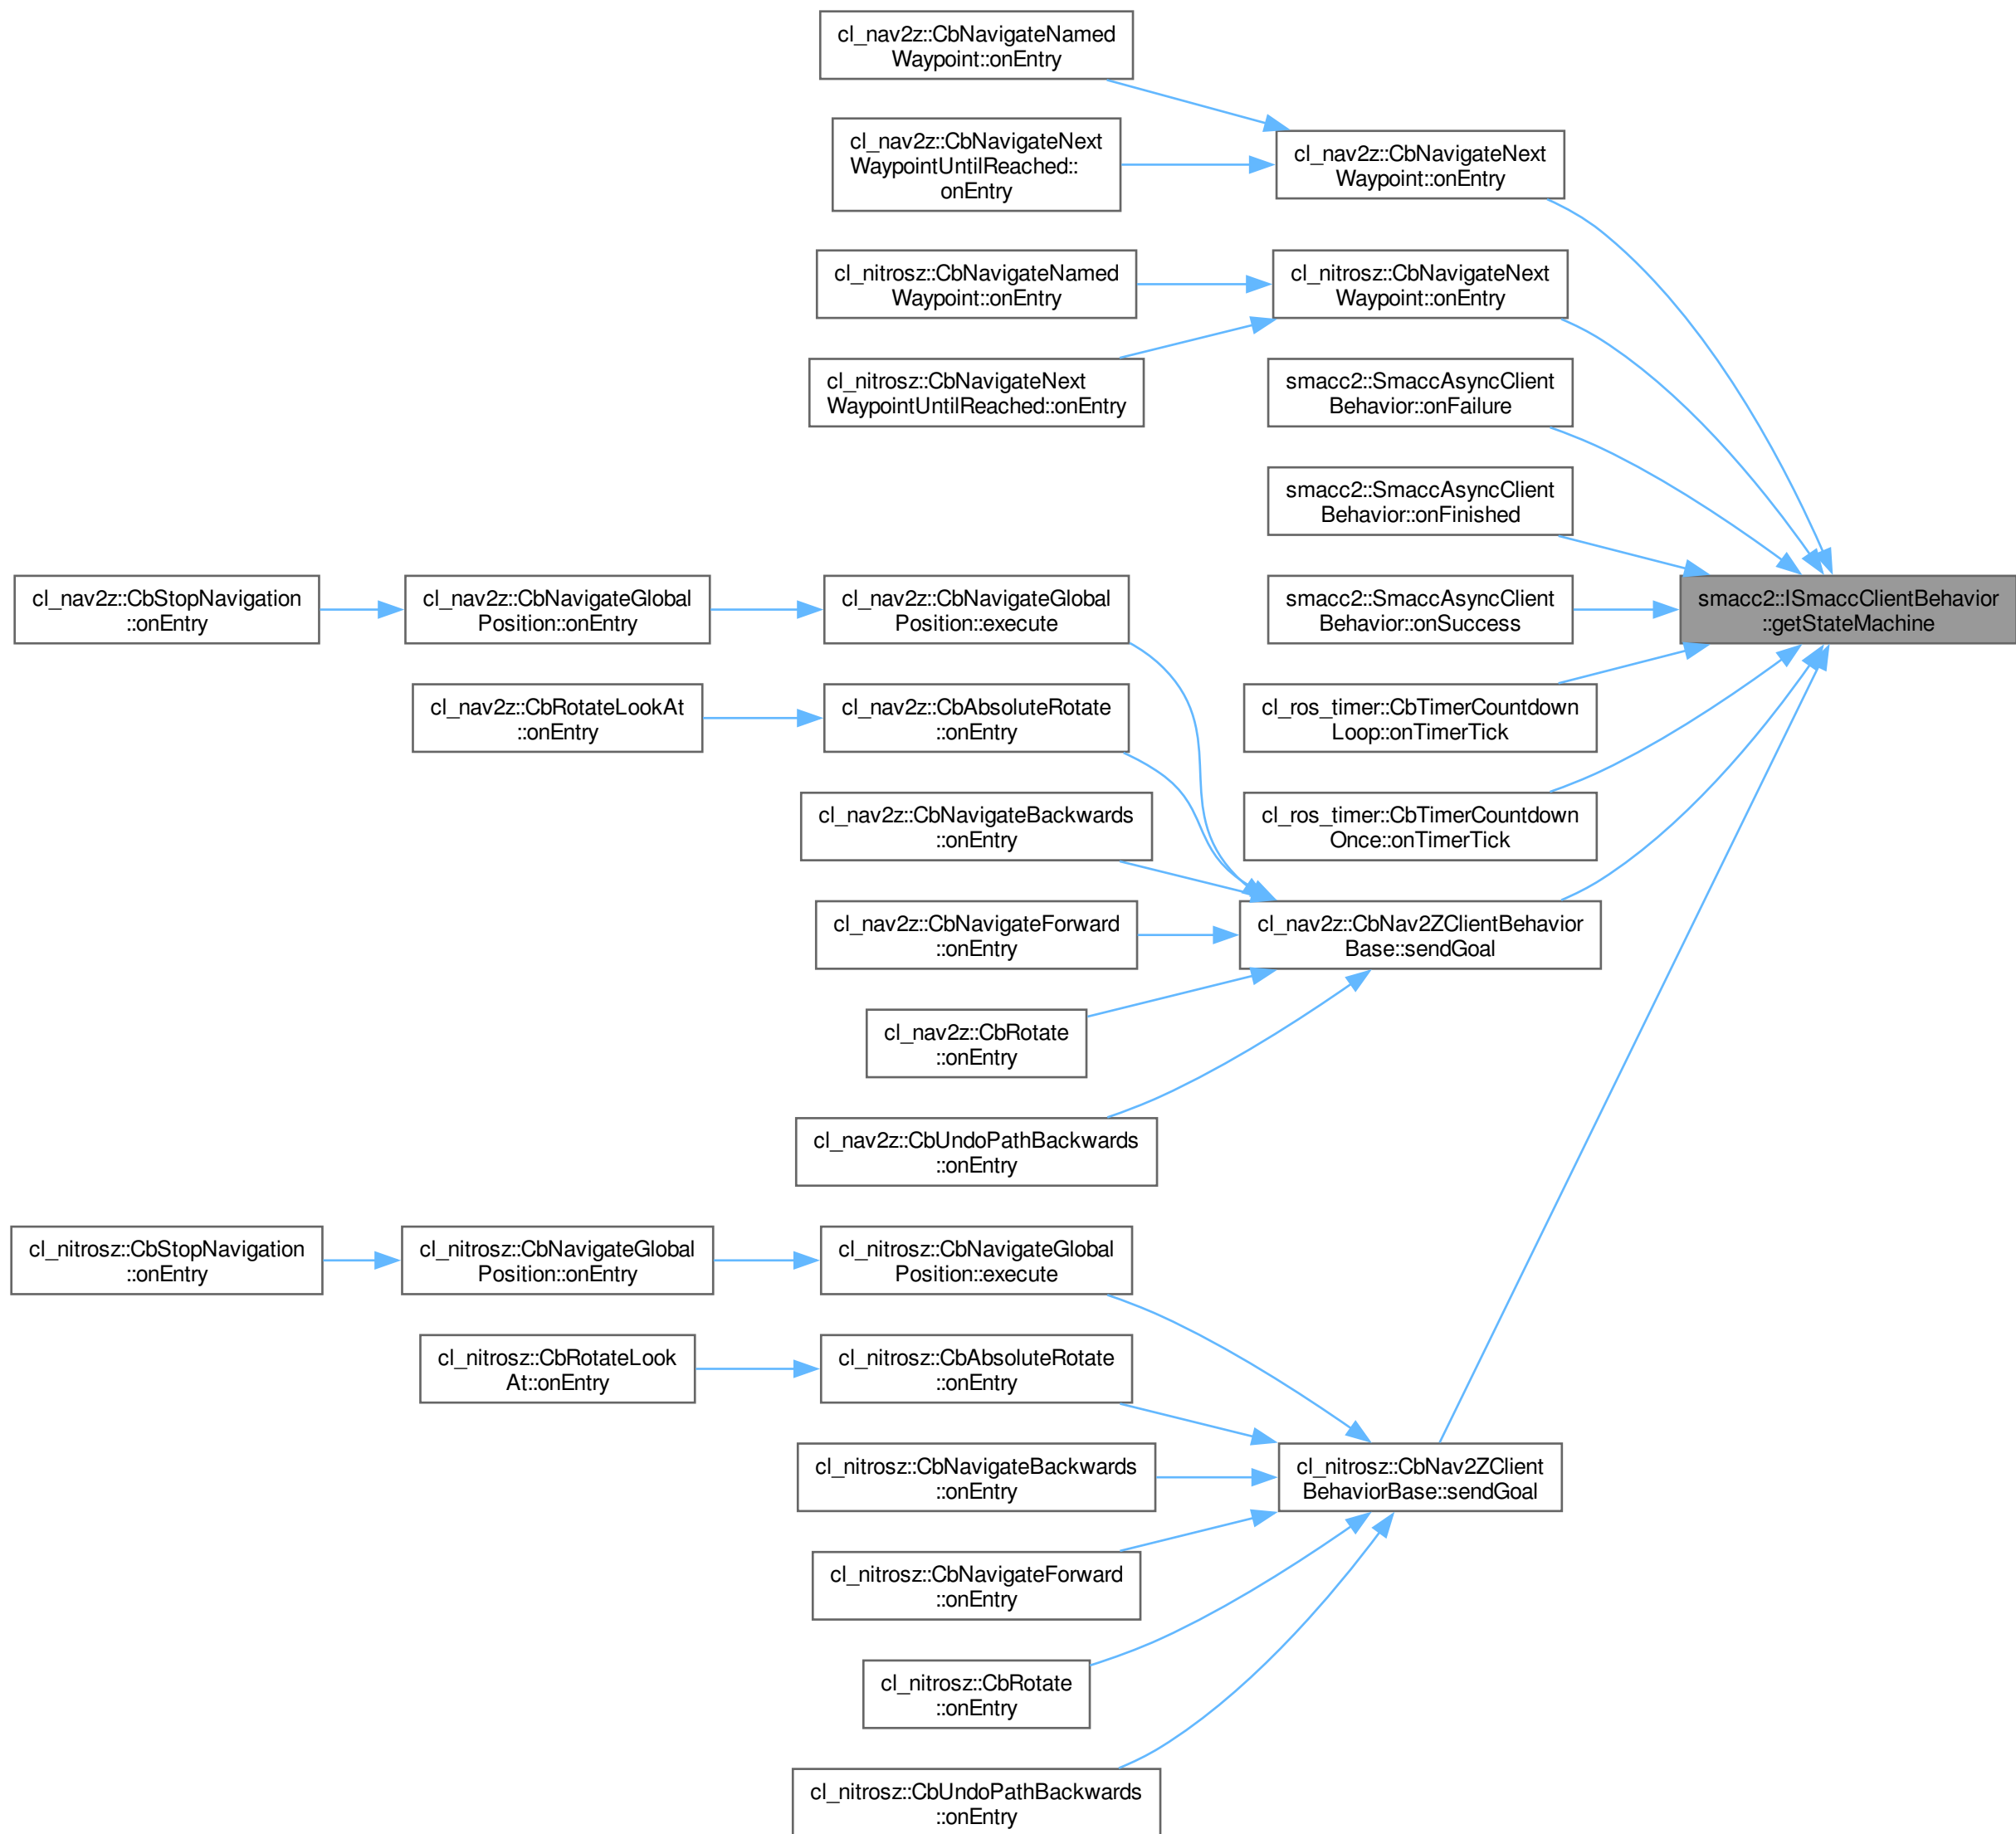 cl_nav2z::CbNavigateNamed
Waypoint::onEntry
cl_nav2z::CbNavigateNext
WaypointUntilReached::
onEntry
cl_nav2z::CbNavigateNext
Waypoint::onEntry
cl_nitrosz::CbNavigateNamed
Waypoint::onEntry
cl_nitrosz::CbNavigateNext
Waypoint::onEntry
cl_nitrosz::CbNavigateNext
WaypointUntilReached::onEntry
smacc2::SmaccAsyncClient
Behavior::onFailure
smacc2::SmaccAsyncClient
Behavior::onFinished
cl_nav2z::CbStopNavigation
::onEntry
cl_nav2z::CbNavigateGlobal
Position::onEntry
cl_nav2z::CbNavigateGlobal
Position::execute
smacc2::SmaccAsyncClient
Behavior::onSuccess
smacc2::ISmaccClientBehavior
::getStateMachine
cl_nav2z::CbRotateLookAt
::onEntry
cl_nav2z::CbAbsoluteRotate
::onEntry
cl_ros_timer::CbTimerCountdown
Loop::onTimerTick
cl_nav2z::CbNavigateBackwards
::onEntry
cl_ros_timer::CbTimerCountdown
Once::onTimerTick
cl_nav2z::CbNavigateForward
::onEntry
cl_nav2z::CbNav2ZClientBehavior
Base::sendGoal
cl_nav2z::CbRotate
::onEntry
cl_nav2z::CbUndoPathBackwards
::onEntry
cl_nitrosz::CbStopNavigation
::onEntry
cl_nitrosz::CbNavigateGlobal
Position::onEntry
cl_nitrosz::CbNavigateGlobal
Position::execute
cl_nitrosz::CbRotateLook
At::onEntry
cl_nitrosz::CbAbsoluteRotate
::onEntry
cl_nitrosz::CbNavigateBackwards
::onEntry
cl_nitrosz::CbNav2ZClient
BehaviorBase::sendGoal
cl_nitrosz::CbNavigateForward
::onEntry
cl_nitrosz::CbRotate
::onEntry
cl_nitrosz::CbUndoPathBackwards
::onEntry